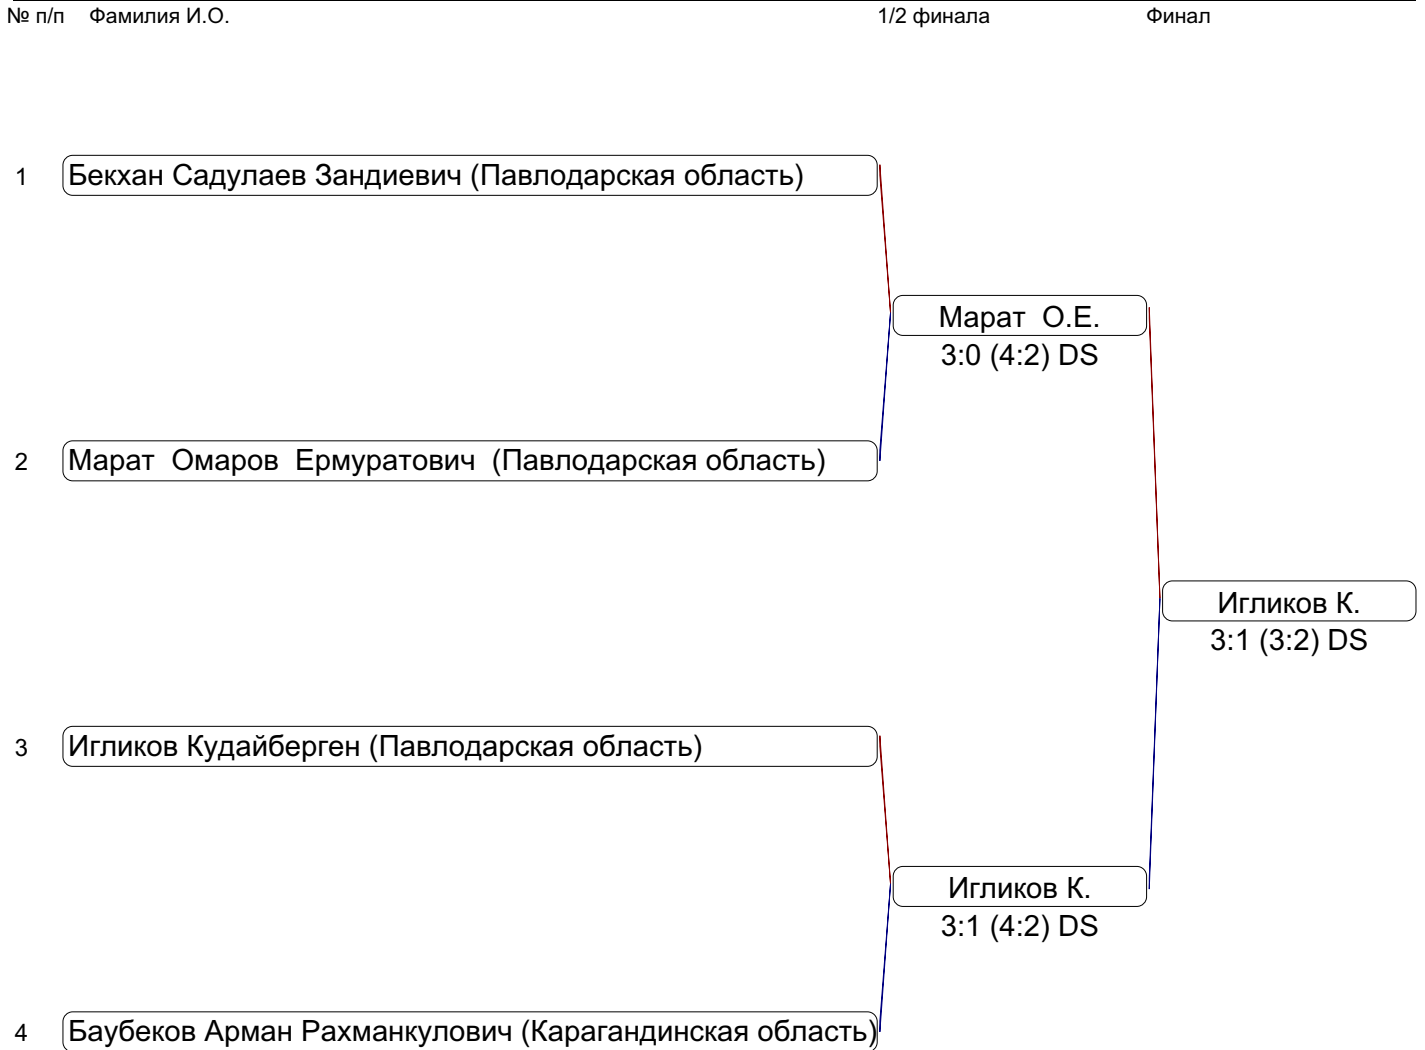 № п/п Фамилия И.О. 1/2 финала Финал
1 Бекхан Садулаев Зандиевич (Павлодарская область)
Марат О.Е.
3:0 (4:2) DS
2 Марат Омаров Ермуратович (Павлодарская область)
Игликов К.
3:1 (3:2) DS
3 Игликов Кудайберген (Павлодарская область)
Игликов К.
3:1 (4:2) DS
4 Баубеков Арман Рахманкулович (Карагандинская область)